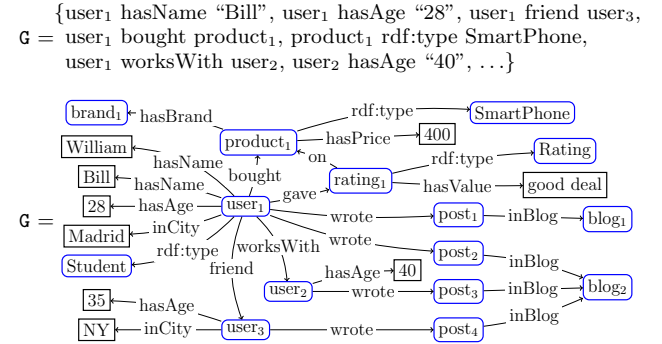 {user₁ hasName “Bill”, user₁ hasAge “28”, user₁ friend user₃,
G = user₁ bought product₁, product₁ rdf:type SmartPhone,
user₁ worksWith user₂, user₂ hasAge “40”, …}
brand₁ hasBrand rdf:type SmartPhone
product₁ hasPrice 400
William hasName on rdf:type Rating
Bill hasName bought rating₁ hasValue good deal
28 hasAge user₁ gave
G =
Madrid inCity wrote post₁ inBlog blog₁
Student rdf:type worksWith wrote post₂ inBlog
friend hasAge 40
user₂ wrote post₃ inBlog blog₂
35 hasAge inBlog
NY inCity user₃ wrote post₄